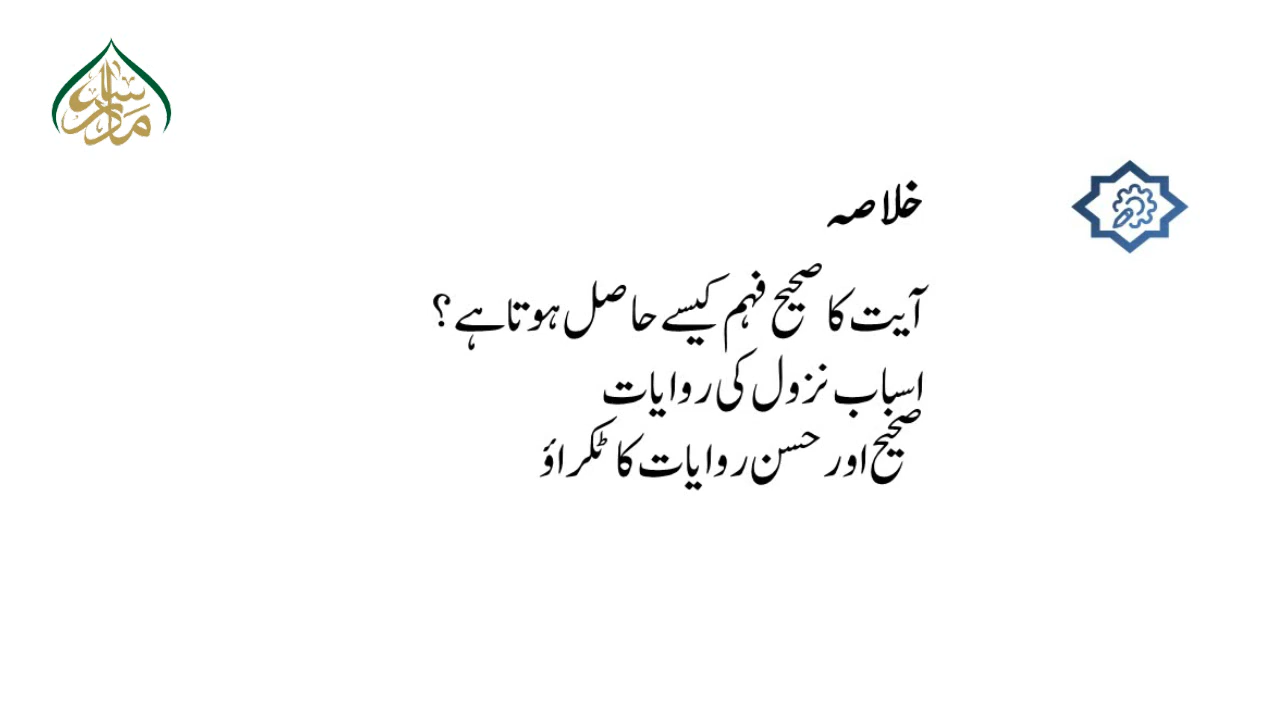 خلاصہ
آیت کا صحیح فہم کیسے حاصل ہوتا ہے؟
اسباب نزول کی روایات
صحیح اور حسن روایات کا ٹکراؤ